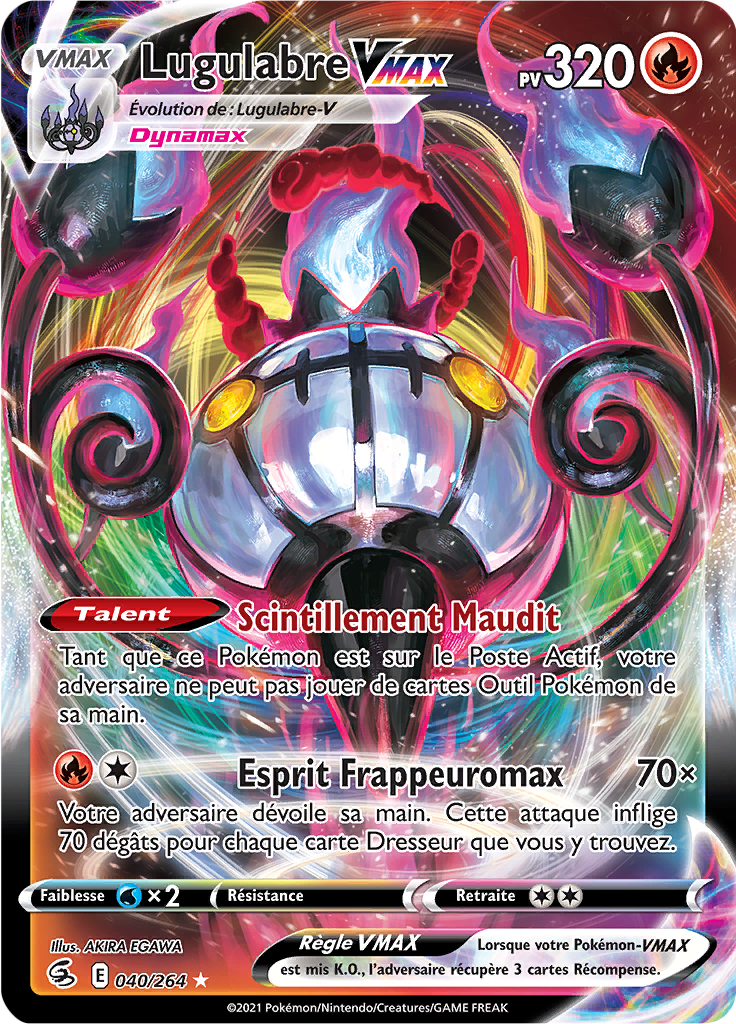 VMAX
Lugulabre VMAX
PV 320
Évolution de : Lugulabre-V
Dynamax
Talent Scintillement Maudit
Tant que ce Pokémon est sur le Poste Actif, votre
adversaire ne peut pas jouer de cartes Outil Pokémon de
sa main.
Esprit Frappeuromax 70×
Votre adversaire dévoile sa main. Cette attaque inflige
70 dégâts pour chaque carte Dresseur que vous y trouvez.
Faiblesse ×2 Résistance Retraite
Illus. AKIRA EGAWA
E 040/264 ★
Règle VMAX Lorsque votre Pokémon-VMAX
est mis K.O., l'adversaire récupère 3 cartes Récompense.
©2021 Pokémon/Nintendo/Creatures/GAME FREAK